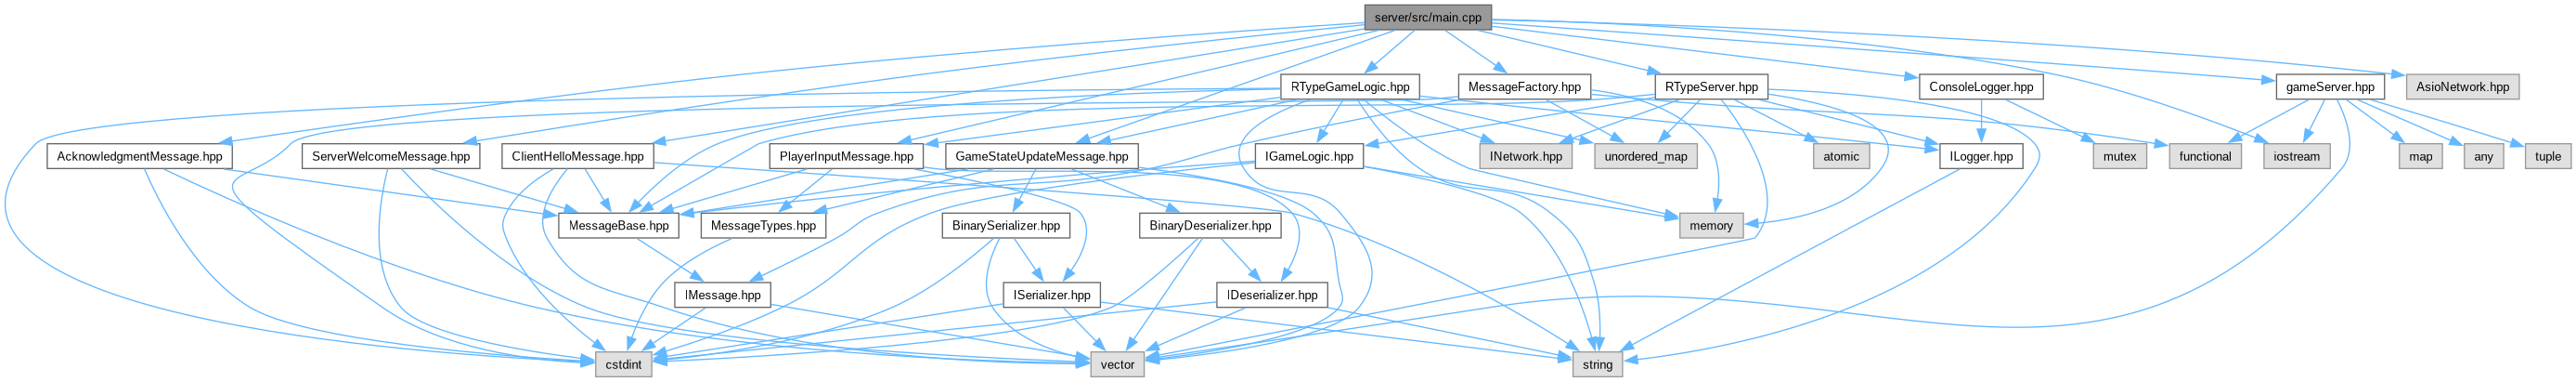 server/src/main.cpp
RTypeGameLogic.hpp
MessageFactory.hpp
RTypeServer.hpp
ConsoleLogger.hpp
gameServer.hpp
AsioNetwork.hpp
AcknowledgmentMessage.hpp
ServerWelcomeMessage.hpp
ClientHelloMessage.hpp
PlayerInputMessage.hpp
GameStateUpdateMessage.hpp
IGameLogic.hpp
INetwork.hpp
unordered_map
atomic
ILogger.hpp
mutex
functional
iostream
map
any
tuple
MessageBase.hpp
MessageTypes.hpp
BinarySerializer.hpp
BinaryDeserializer.hpp
memory
IMessage.hpp
ISerializer.hpp
IDeserializer.hpp
cstdint
vector
string